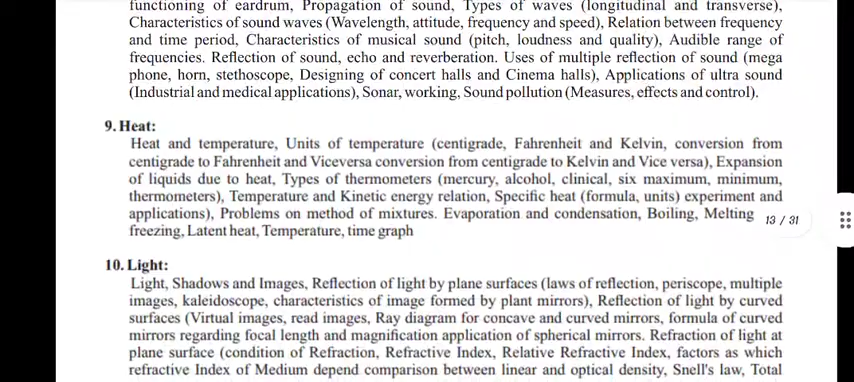 functioning of eardrum, Propagation of sound, Types of waves (longitudinal and transverse),
Characteristics of sound waves (Wavelength, attitude, frequency and speed), Relation between frequency
and time period, Characteristics of musical sound (pitch, loudness and quality), Audible range of
frequencies. Reflection of sound, echo and reverberation. Uses of multiple reflection of sound (mega
phone, horn, stethoscope, Designing of concert halls and Cinema halls), Applications of ultra sound
(Industrial and medical applications), Sonar, working, Sound pollution (Measures, effects and control).
9. Heat:
Heat and temperature, Units of temperature (centigrade, Fahrenheit and Kelvin, conversion from
centigrade to Fahrenheit and Viceversa conversion from centigrade to Kelvin and Vice versa), Expansion
of liquids due to heat, Types of thermometers (mercury, alcohol, clinical, six maximum, minimum,
thermometers), Temperature and Kinetic energy relation, Specific heat (formula, units) experiment and
applications), Problems on method of mixtures. Evaporation and condensation, Boiling, Melting
13 / 31
freezing, Latent heat, Temperature, time graph
10. Light:
Light, Shadows and Images, Reflection of light by plane surfaces (laws of reflection, periscope, multiple
images, kaleidoscope, characteristics of image formed by plant mirrors), Reflection of light by curved
surfaces (Virtual images, read images, Ray diagram for concave and curved mirrors, formula of curved
mirrors regarding focal length and magnification application of spherical mirrors. Refraction of light at
plane surface (condition of Refraction, Refractive Index, Relative Refractive Index, factors as which
refractive Index of Medium depend comparison between linear and optical density, Snell's law, Total